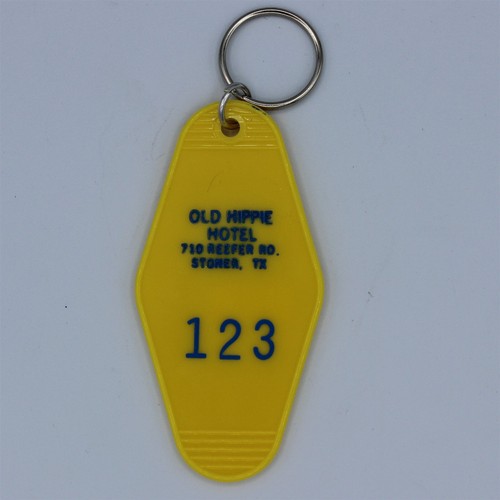 OLD HIPPIE
HOTEL
710 REEFER RD.
STONER, TX
123